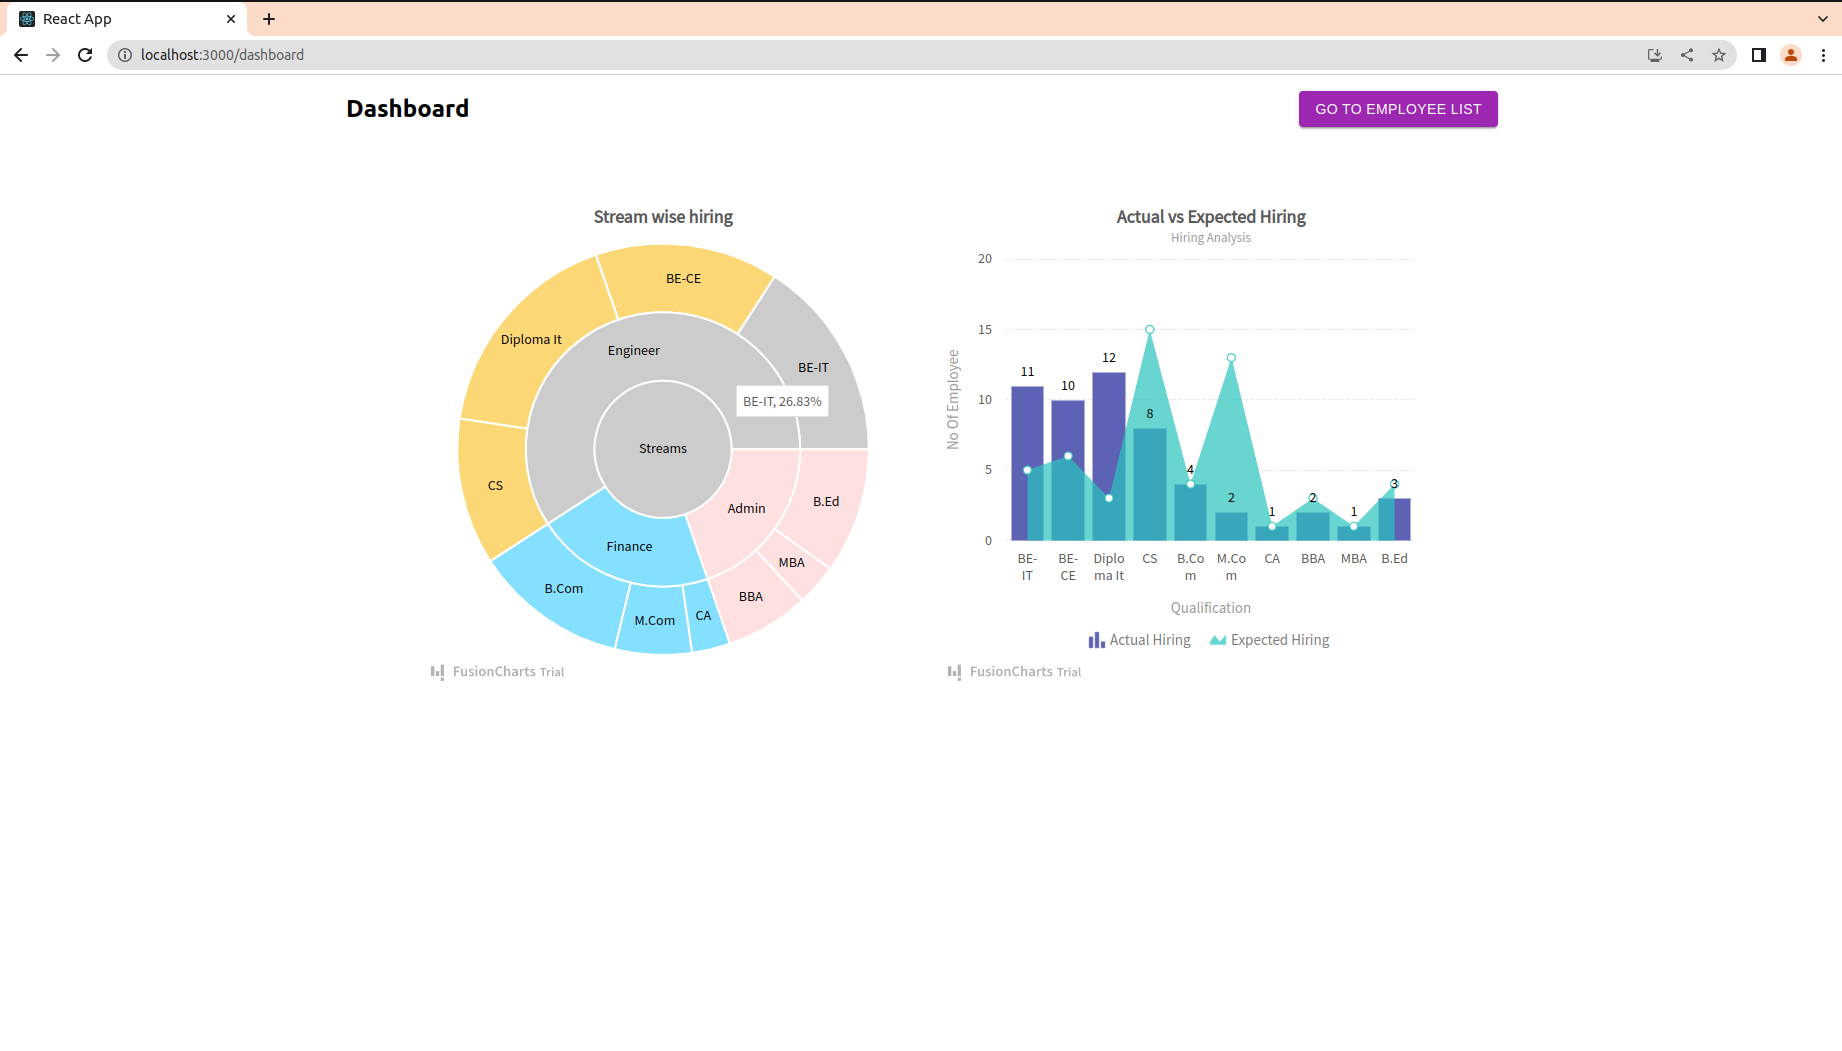 React App
localhost:3000/dashboard
Dashboard
GO TO EMPLOYEE LIST
Stream wise hiring
BE-CE
Diploma It
Engineer
BE-IT
BE-IT, 26.83%
Streams
CS
B.Ed
Admin
Finance
MBA
B.Com
BBA
M.Com
CA
FusionCharts Trial
Actual vs Expected Hiring
Hiring Analysis
20
15
10
5
0
No Of Employee
11
10
12
8
4
2
1
2
1
3
BE-
IT
BE-
CE
Diplo
ma It
CS
B.Co
m
M.Co
m
CA
BBA
MBA
B.Ed
Qualification
Actual Hiring
Expected Hiring
FusionCharts Trial